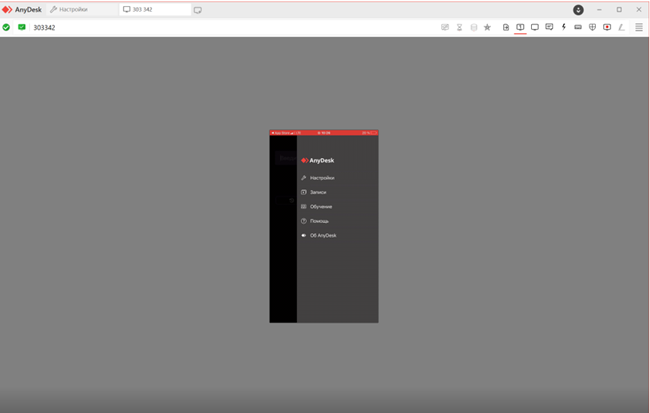 AnyDesk
Настройки
303 342
303342
AnyDesk
Настройки
Записи
Обучение
Помощь
Об AnyDesk